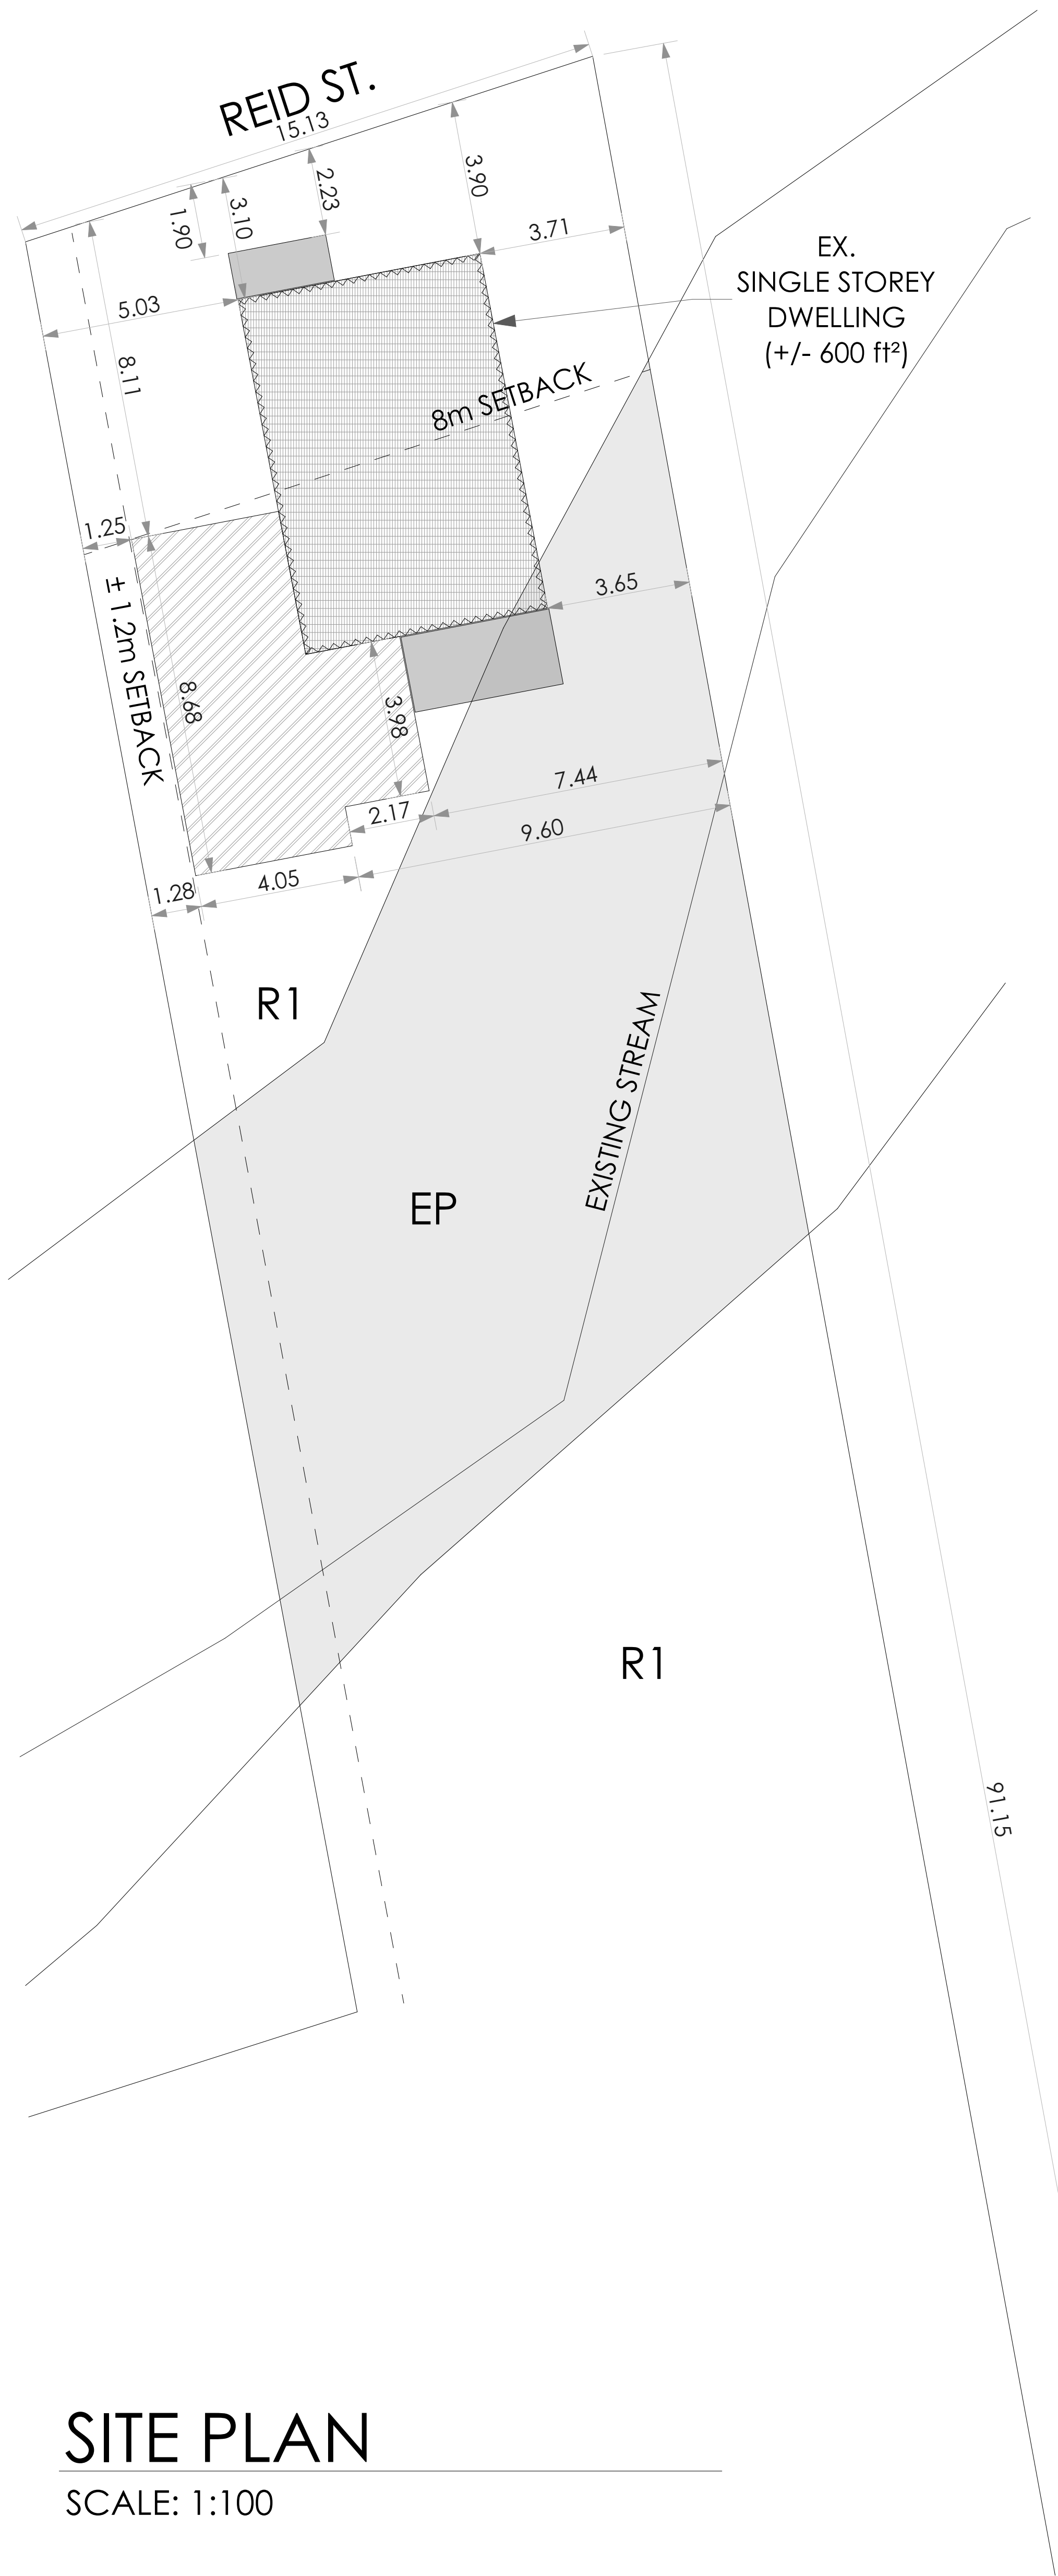 REID ST.
15.13
1.90
3.10
2.23
3.90
3.71
5.03
EX.
SINGLE STOREY
DWELLING
(+/- 600 ft²)
8.11
8m SETBACK
1.25
± 1.2m SETBACK
3.65
8.68
3.98
7.44
2.17
9.60
4.05
1.28
R1
EXISTING STREAM
EP
R1
91.15
SITE PLAN
SCALE: 1:100